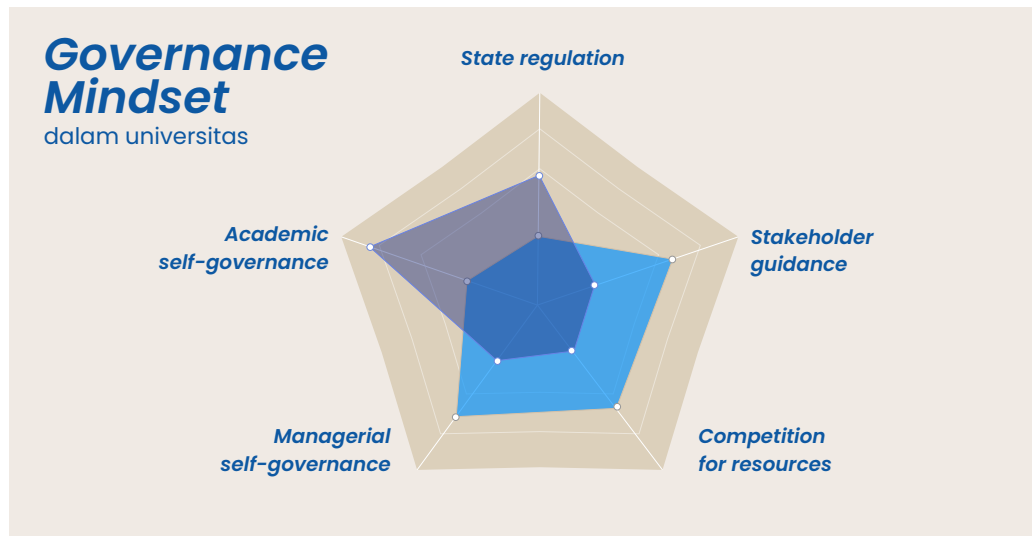 Governance
Mindset
dalam universitas
State regulation
Academic
self-governance
Stakeholder
guidance
Managerial
self-governance
Competition
for resources